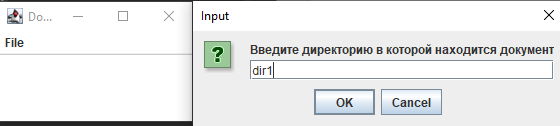 Do...
File
Input
Введите директорию в которой находится документ
dir1
OK
Cancel